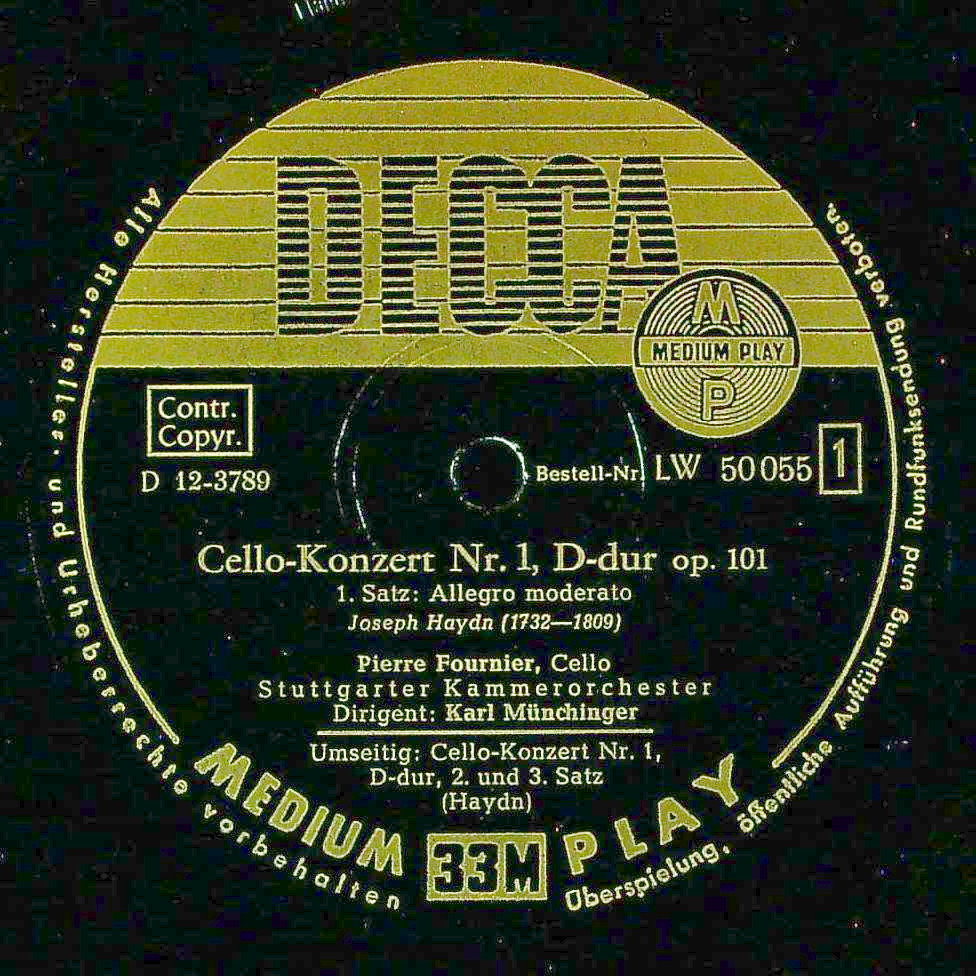 DECCA
M
MEDIUM PLAY
P
Contr.
Copyr.
D 12-3789
Bestell-Nr. LW 50055 1
Cello-Konzert Nr. 1, D-dur op. 101
1. Satz: Allegro moderato
Joseph Haydn (1732—1809)
Pierre Fournier, Cello
Stuttgarter Kammerorchester
Dirigent: Karl Münchinger
Umseitig: Cello-Konzert Nr. 1,
D-dur, 2. und 3. Satz
(Haydn)
MEDIUM 33M PLAY
Alle Hersteller- und Urheberrechte vorbehalten
Überspielung, öffentliche Aufführung und Rundfunksendung verboten.